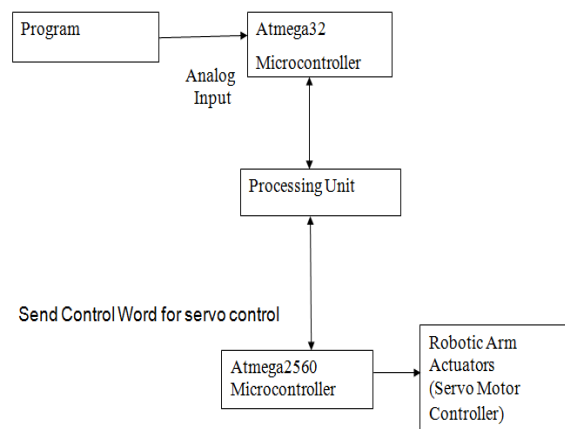 Program
Atmega32
Microcontroller
Analog
Input
Processing Unit
Send Control Word for servo control
Atmega2560
Microcontroller
Robotic Arm
Actuators
(Servo Motor
Controller)